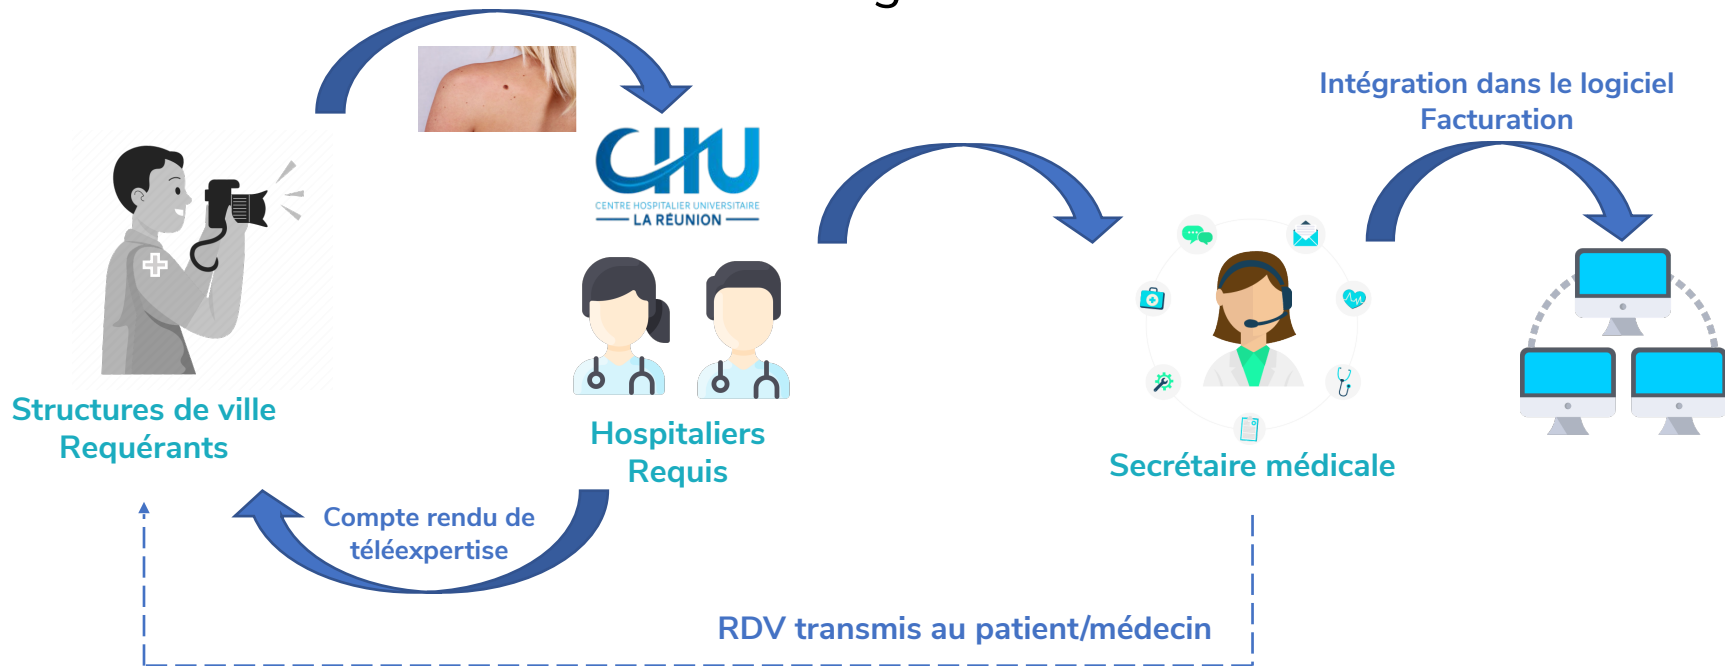 Intégration dans le logiciel
Facturation
CHU
CENTRE HOSPITALIER UNIVERSITAIRE
LA RÉUNION
Structures de ville
Requérants
Hospitaliers
Requis
Secrétaire médicale
Compte rendu de
téléexpertise
RDV transmis au patient/médecin